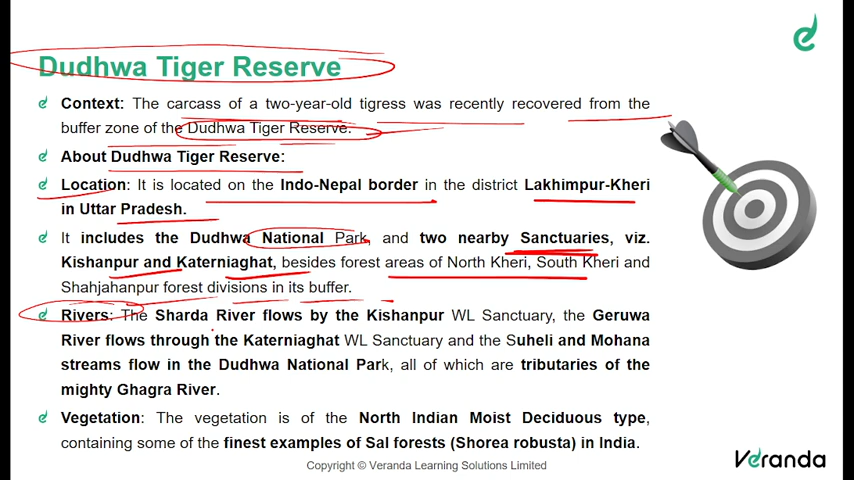 Dudhwa Tiger Reserve
Context: The carcass of a two-year-old tigress was recently recovered from the
buffer zone of the Dudhwa Tiger Reserve.
About Dudhwa Tiger Reserve:
Location: It is located on the Indo-Nepal border in the district Lakhimpur-Kheri
in Uttar Pradesh.
It includes the Dudhwa National Park, and two nearby Sanctuaries, viz.
Kishanpur and Katerniaghat, besides forest areas of North Kheri, South Kheri and
Shahjahanpur forest divisions in its buffer.
Rivers: The Sharda River flows by the Kishanpur WL Sanctuary, the Geruwa
River flows through the Katerniaghat WL Sanctuary and the Suheli and Mohana
streams flow in the Dudhwa National Park, all of which are tributaries of the
mighty Ghagra River.
Vegetation: The vegetation is of the North Indian Moist Deciduous type,
containing some of the finest examples of Sal forests (Shorea robusta) in India.
Copyright © Veranda Learning Solutions Limited
Veranda